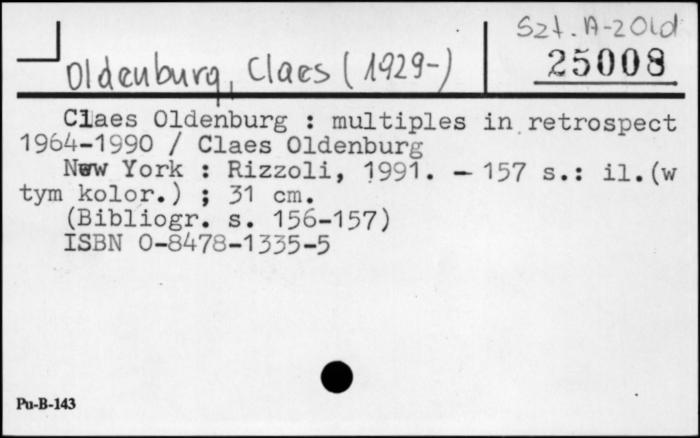 Szt. A-2 Old
25008
Oldenburg, Claes (1929-)
Claes Oldenburg : multiples in retrospect
1964-1990 / Claes Oldenburg
New York : Rizzoli, 1991. - 157 s.: il.(w
tym kolor.) ; 31 cm.
(Bibliogr. s. 156-157)
ISBN 0-8478-1335-5
Pu-B-143